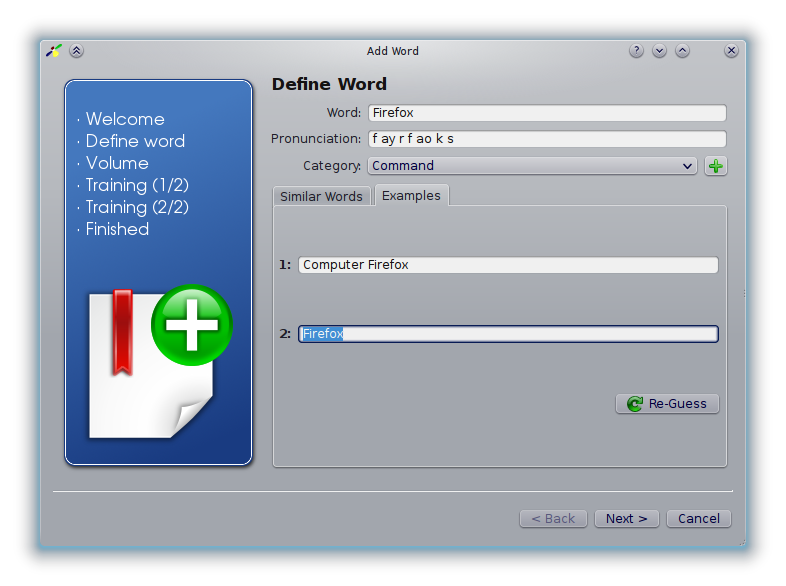 Add Word
?
· Welcome
· Define word
· Volume
· Training (1/2)
· Training (2/2)
· Finished
Define Word
Word: Firefox
Pronunciation: f ay r f ao k s
Category: Command
Similar Words Examples
1: Computer Firefox
2: Firefox
Re-Guess
< Back Next > Cancel